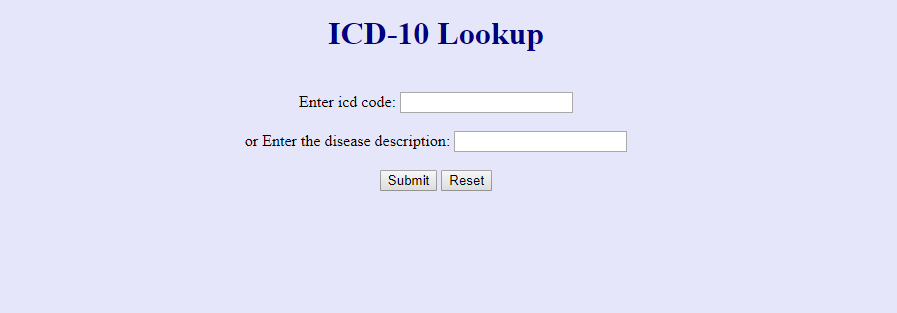 ICD-10 Lookup
Enter icd code:
or Enter the disease description:
Submit Reset